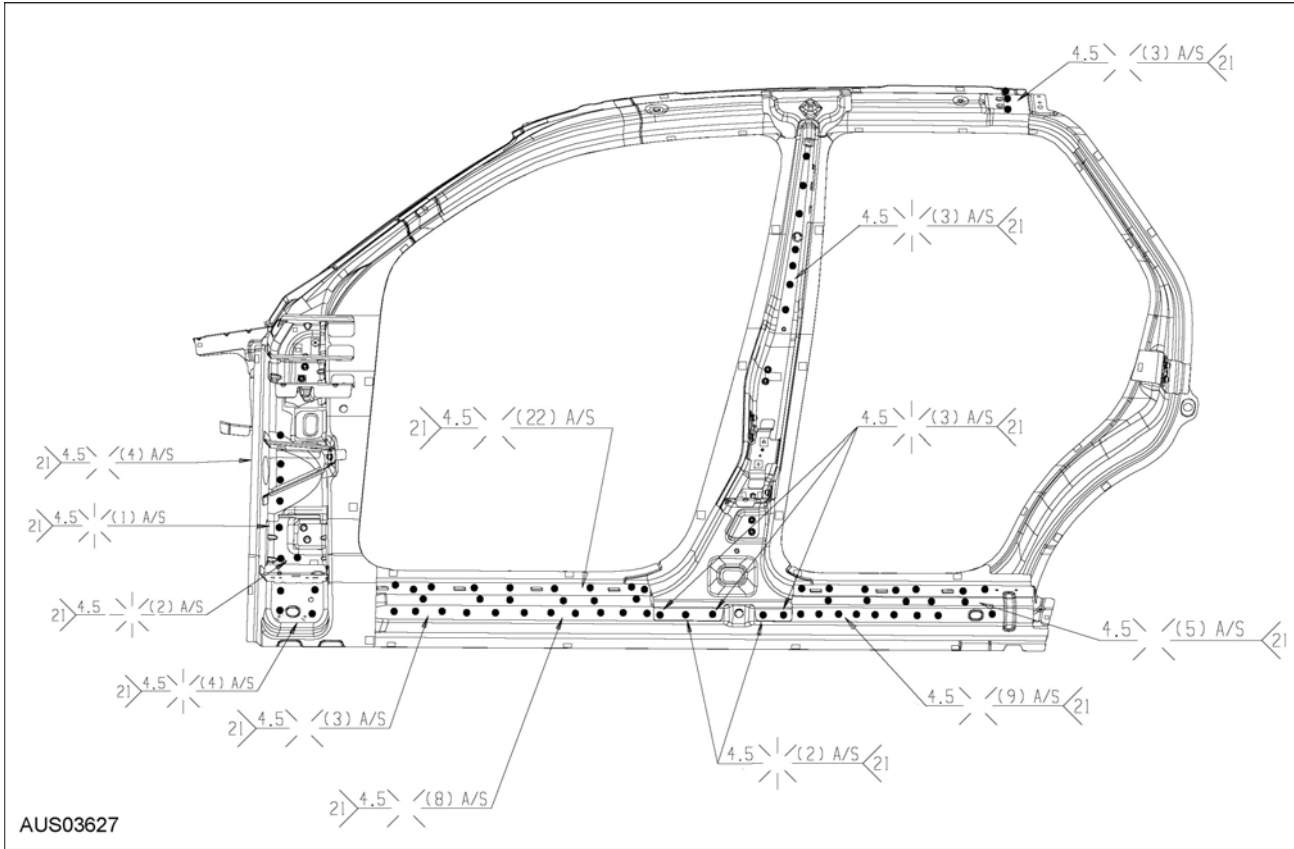 4.5 (3) A/S 21
4.5 (3) A/S 21
21 4.5 (22) A/S
4.5 (3) A/S 21
21 4.5 (4) A/S
21 4.5 (1) A/S
21 4.5 (2) A/S
4.5 (5) A/S 21
21 4.5 (4) A/S
4.5 (9) A/S 21
21 4.5 (3) A/S
4.5 (2) A/S 21
21 4.5 (8) A/S
AUS03627